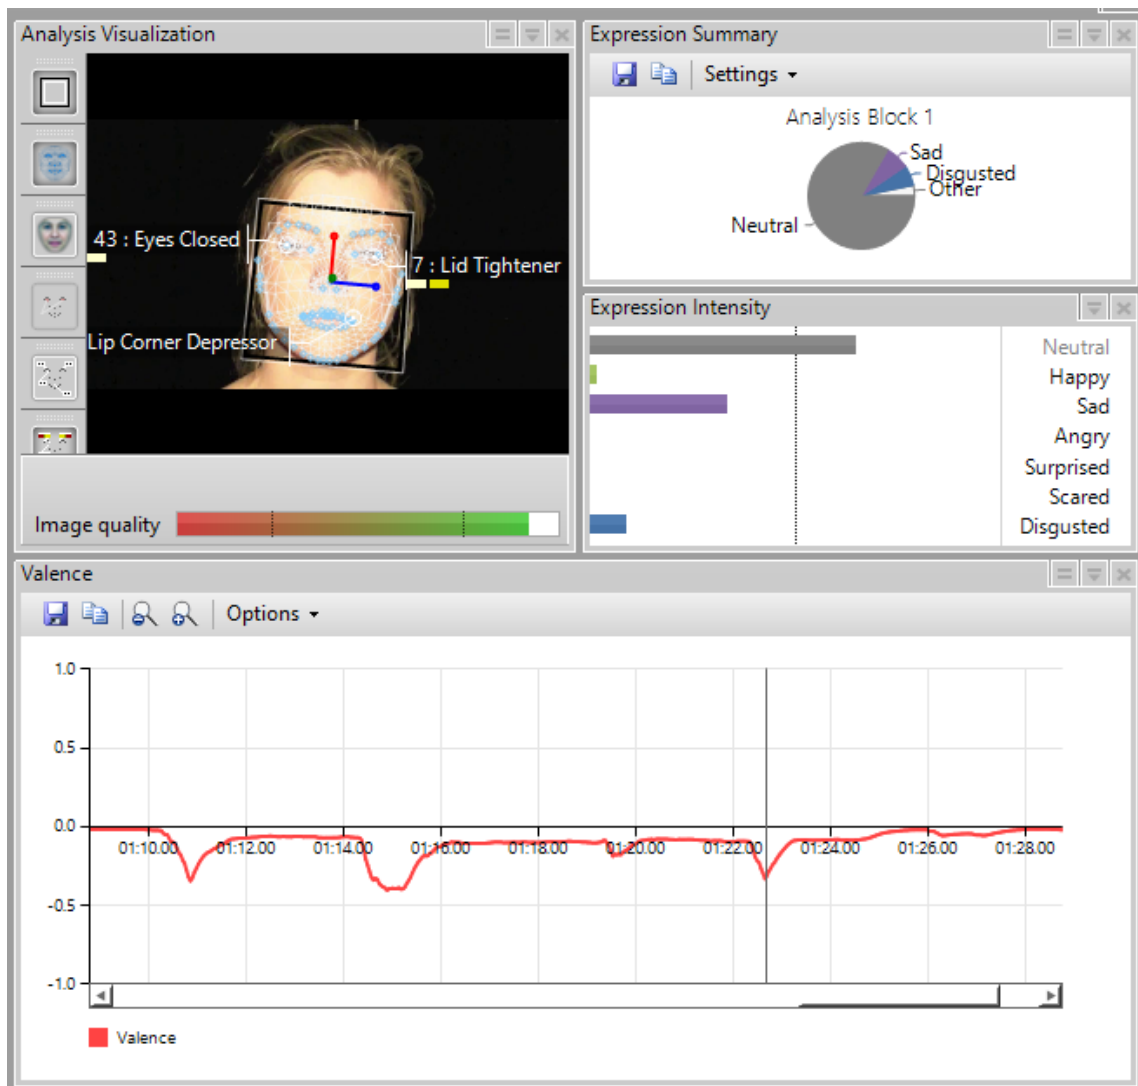 Analysis Visualization
43 : Eyes Closed
7 : Lid Tightener
Lip Corner Depressor
Image quality
Expression Summary
Settings
Analysis Block 1
Sad
Disgusted
Other
Neutral
Expression Intensity
Neutral
Happy
Sad
Angry
Surprised
Scared
Disgusted
Valence
Options
1.0
0.5
0.0
-0.5
-1.0
01:10.00 01:12.00 01:14.00 01:16.00 01:18.00 01:20.00 01:22.00 01:24.00 01:26.00 01:28.00
Valence